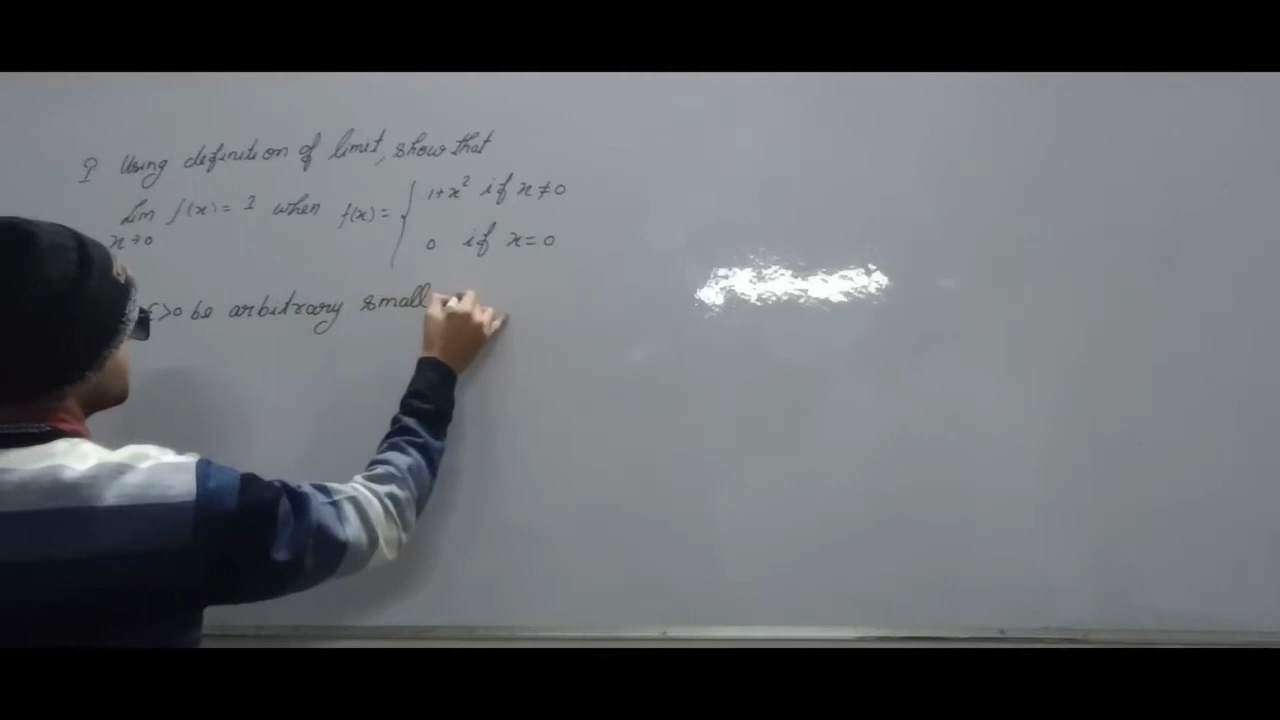 Q Using definition of limit, show that
Lim f(x) = 1 when f(x) = { 1+x² if x ≠ 0
x→0
0 if x = 0
>0 be arbitrary small